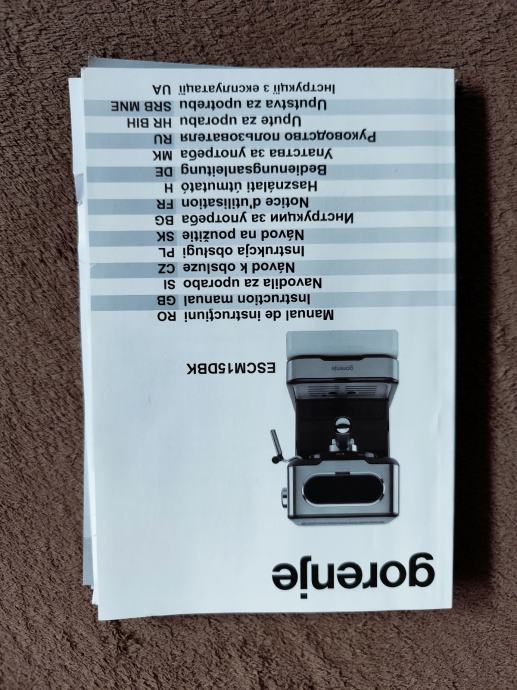 gorenje
gorenje
ESCM15DBK
Manual de instrucțiuni RO
Instruction manual GB
Navodila za uporabo SI
Návod k obsluze CZ
Instrukcja obsługi PL
Návod na použitie SK
Инструкции за употреба BG
Notice d'utilisation FR
Használati útmutató H
Bedienungsanleitung DE
Упатства за употреба MK
Руководство пользователя RU
Upute za uporabu HR BIH
Uputstva za upotrebu SRB MNE
Інструкції з експлуатації UA